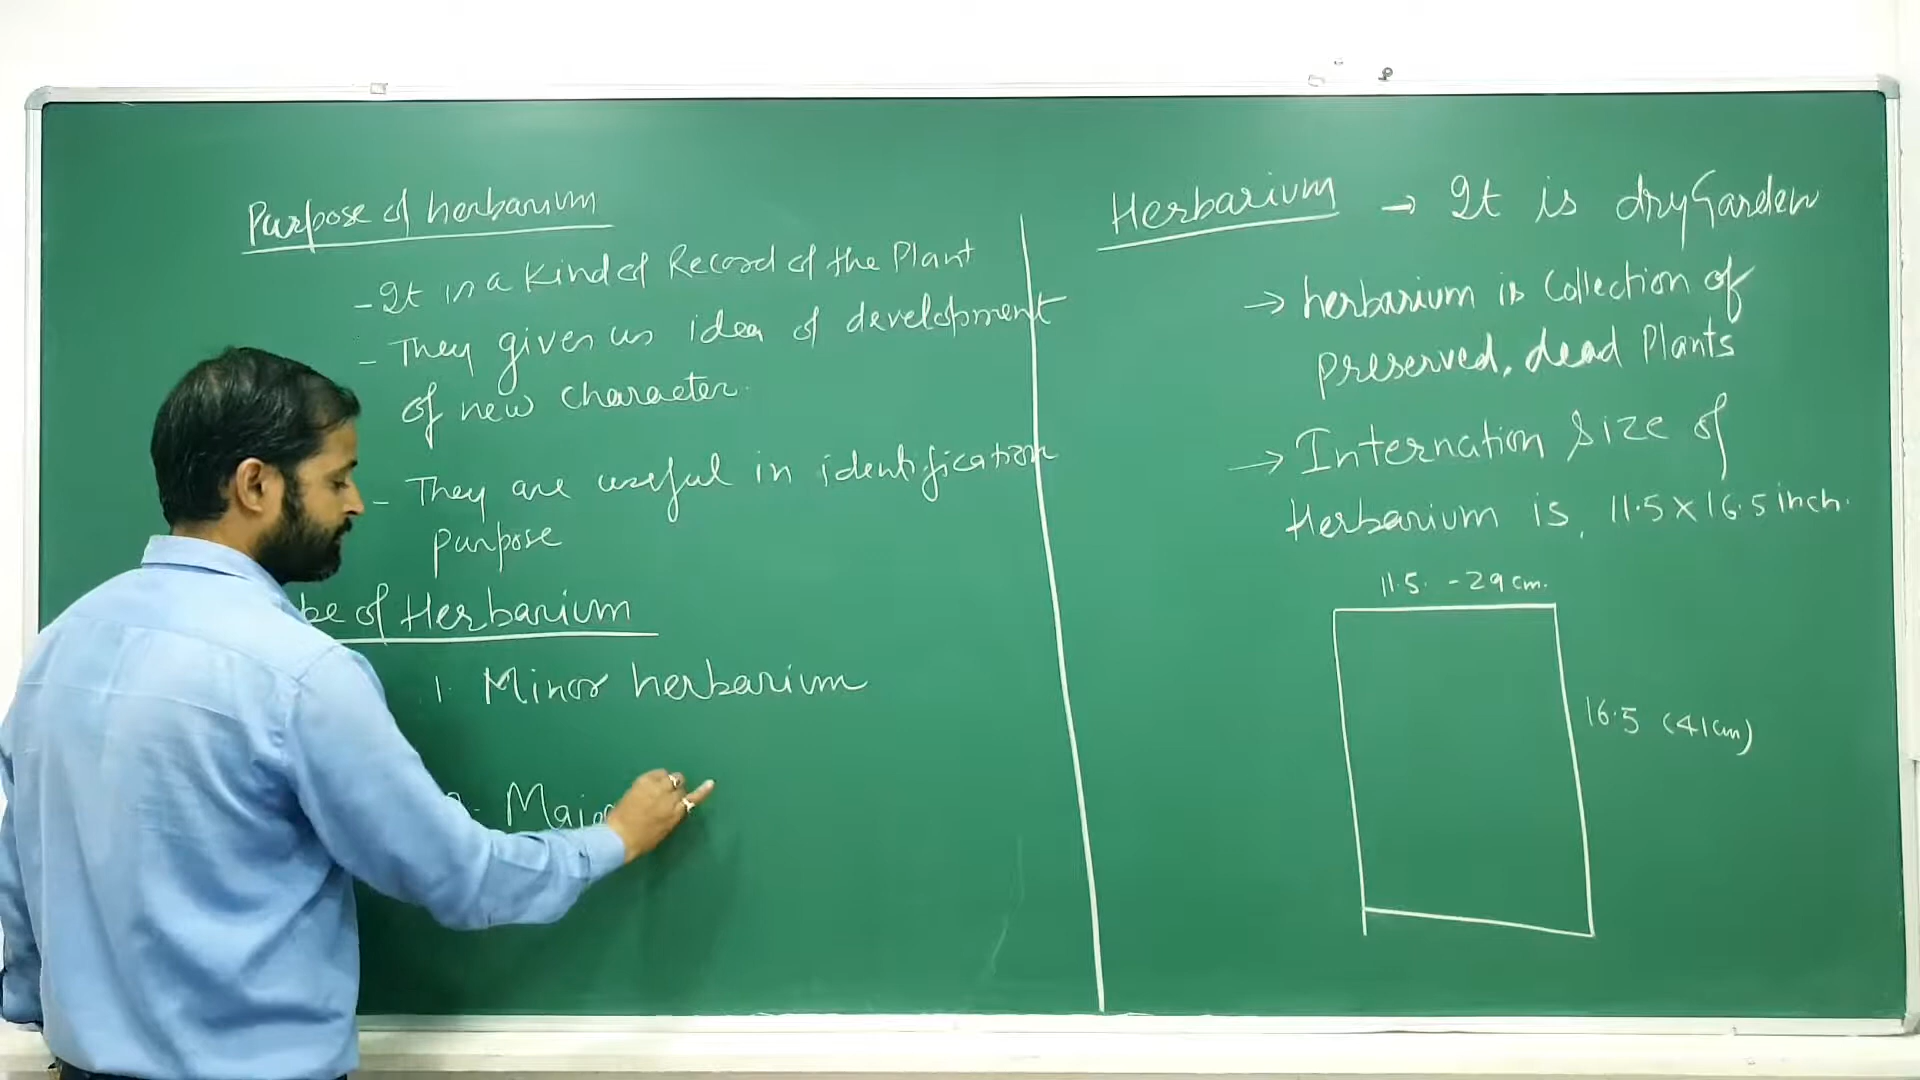 Purpose of herbarium
- It is a Kind of Record of the Plant
- They gives us idea of development
of new character.
- They are useful in identification
purpose
pe of Herbarium
1. Minor herbarium
2. Major
Herbarium → It is dry Garden
→ herbarium is Collection of
preserved, dead Plants
→ Internation Size of
Herbarium is, 11.5 x 16.5 inch.
11.5. - 29 cm.
16.5 (41cm)